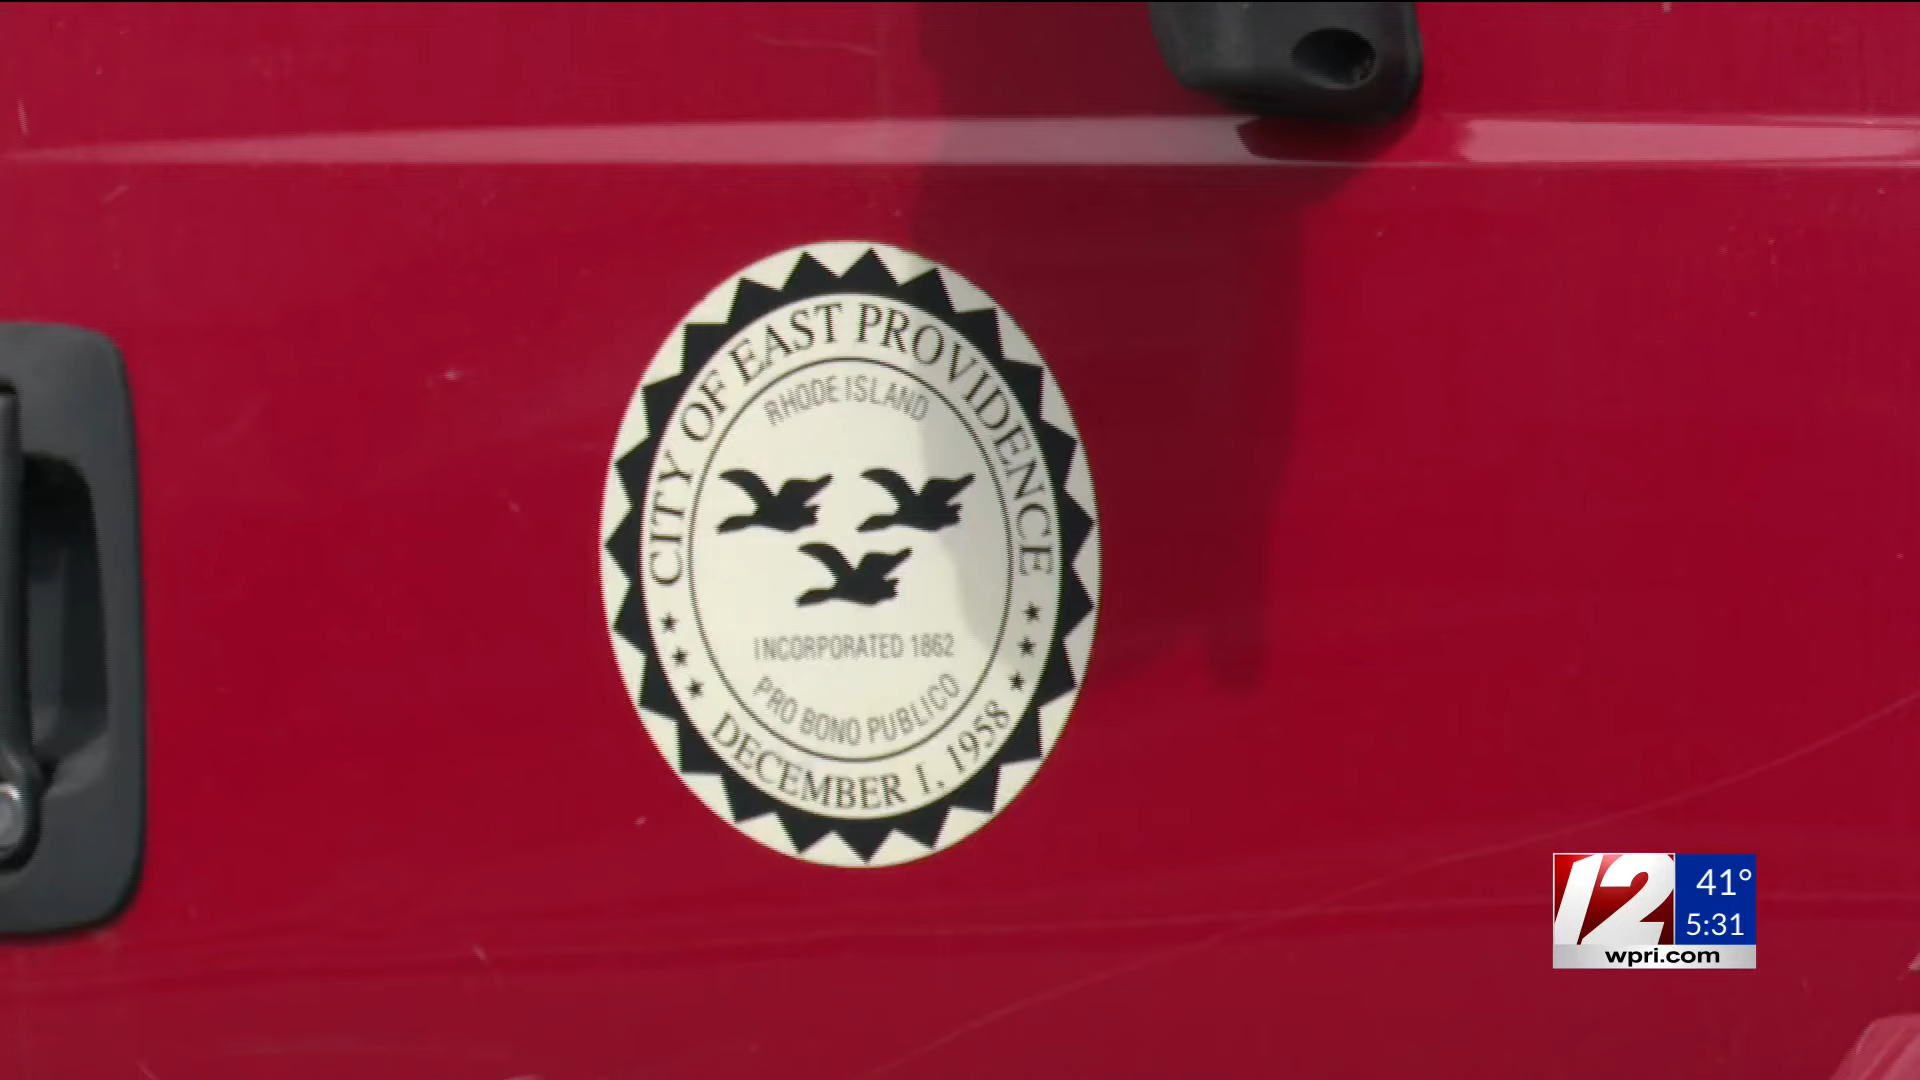 CITY OF EAST PROVIDENCE
RHODE ISLAND
INCORPORATED 1862
PRO BONO PUBLICO
DECEMBER 1, 1958
12
41°
5:31
wpri.com